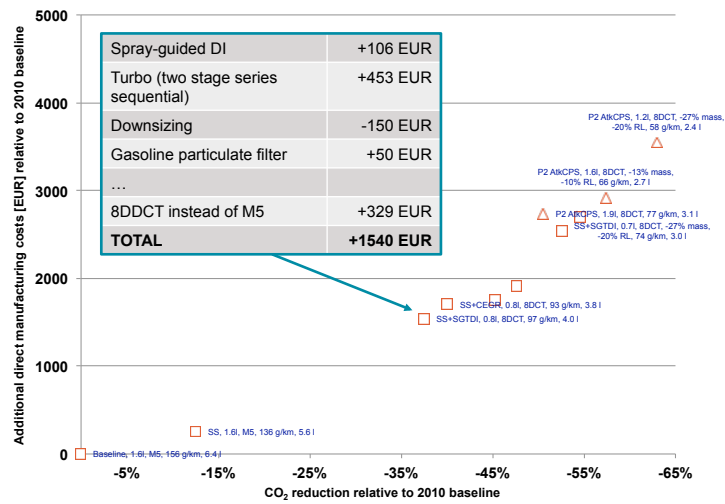 5000
4000
3000
2000
1000
0
Additional direct manufacturing costs [EUR] relative to 2010 baseline
Spray-guided DI +106 EUR
Turbo (two stage series +453 EUR
sequential)
Downsizing -150 EUR
Gasoline particulate filter +50 EUR
…
8DDCT instead of M5 +329 EUR
TOTAL +1540 EUR
P2 AtkCPS, 1.2l, 8DCT, -27% mass,
-20% RL, 58 g/km, 2.4 l
P2 AtkCPS, 1.6l, 8DCT, -13% mass,
-10% RL, 66 g/km, 2.7 l
P2 AtkCPS, 1.9l, 8DCT, 77 g/km, 3.1 l
SS+SGTDI, 0.7l, 8DCT, -27% mass,
-20% RL, 74 g/km, 3.0 l
SS+CEGR, 0.8l, 8DCT, 93 g/km, 3.8 l
SS+SGTDI, 0.8l, 8DCT, 97 g/km, 4.0 l
SS, 1.6l, M5, 136 g/km, 5.6 l
Baseline, 1.6l, M5, 156 g/km, 6.4 l
-5% -15% -25% -35% -45% -55% -65%
CO2 reduction relative to 2010 baseline